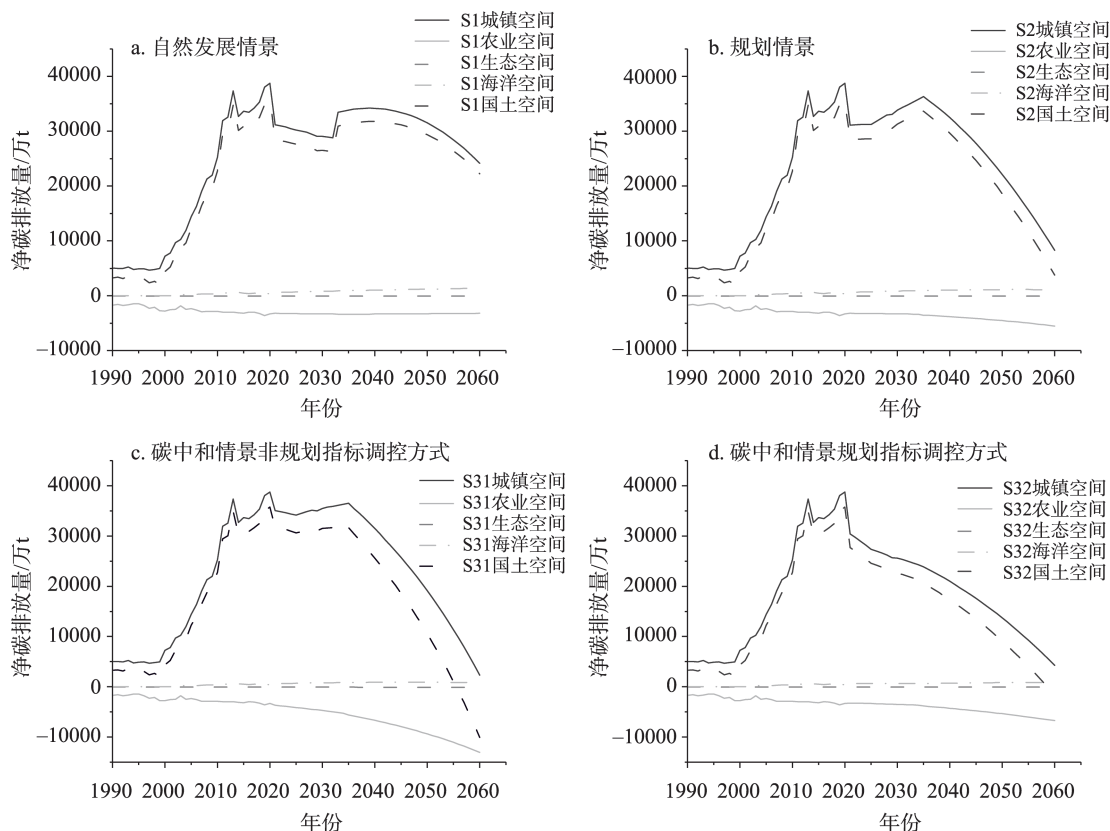 a. 自然发展情景
S1城镇空间
S1农业空间
S1生态空间
S1海洋空间
S1国土空间
净碳排放量/万t
40000
30000
20000
10000
0
−10000
1990 2000 2010 2020 2030 2040 2050 2060
年份
b. 规划情景
S2城镇空间
S2农业空间
S2生态空间
S2海洋空间
S2国土空间
净碳排放量/万t
40000
30000
20000
10000
0
−10000
1990 2000 2010 2020 2030 2040 2050 2060
年份
c. 碳中和情景非规划指标调控方式
S31城镇空间
S31农业空间
S31生态空间
S31海洋空间
S31国土空间
净碳排放量/万t
40000
30000
20000
10000
0
−10000
1990 2000 2010 2020 2030 2040 2050 2060
年份
d. 碳中和情景规划指标调控方式
S32城镇空间
S32农业空间
S32生态空间
S32海洋空间
S32国土空间
净碳排放量/万t
40000
30000
20000
10000
0
−10000
1990 2000 2010 2020 2030 2040 2050 2060
年份